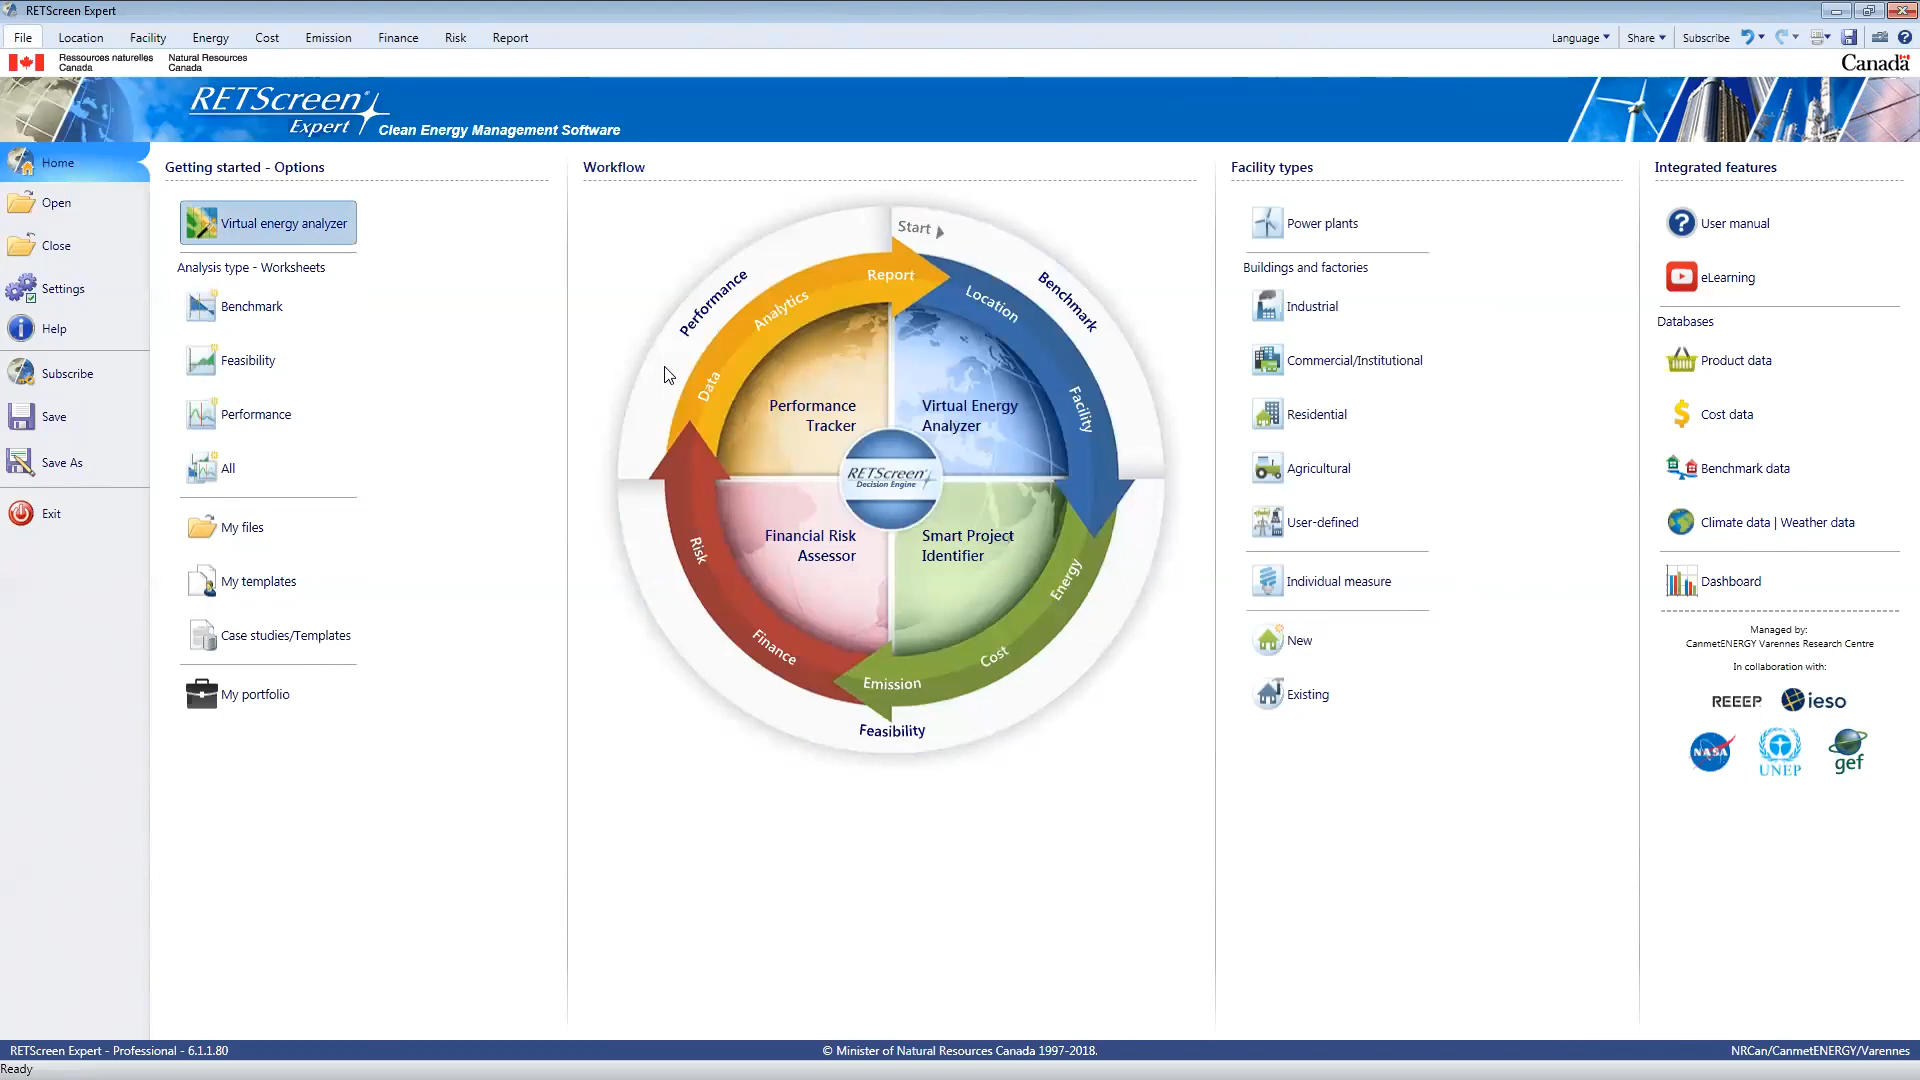 RETScreen Expert
File
Location
Facility
Energy
Cost
Emission
Finance
Risk
Report
Language
Share
Subscribe
Ressources naturelles
Canada
Natural Resources
Canada
Canada
RETScreen®
Expert
Clean Energy Management Software
Home
Open
Close
Settings
Help
Subscribe
Save
Save As
Exit
Getting started - Options
Virtual energy analyzer
Analysis type - Worksheets
Benchmark
Feasibility
Performance
All
My files
My templates
Case studies/Templates
My portfolio
Workflow
Start
Performance
Benchmark
Report
Location
Analytics
Data
Facility
Performance
Tracker
Virtual Energy
Analyzer
RETScreen®
Decision Engine
Financial Risk
Assessor
Smart Project
Identifier
Risk
Energy
Finance
Cost
Emission
Feasibility
Facility types
Power plants
Buildings and factories
Industrial
Commercial/Institutional
Residential
Agricultural
User-defined
Individual measure
New
Existing
Integrated features
User manual
eLearning
Databases
Product data
Cost data
Benchmark data
Climate data | Weather data
Dashboard
Managed by:
CanmetENERGY Varennes Research Centre
In collaboration with:
REEEP
ieso
NASA
UNEP
gef
RETScreen Expert - Professional - 6.1.1.80
© Minister of Natural Resources Canada 1997-2018.
NRCan/CanmetENERGY/Varennes
Ready